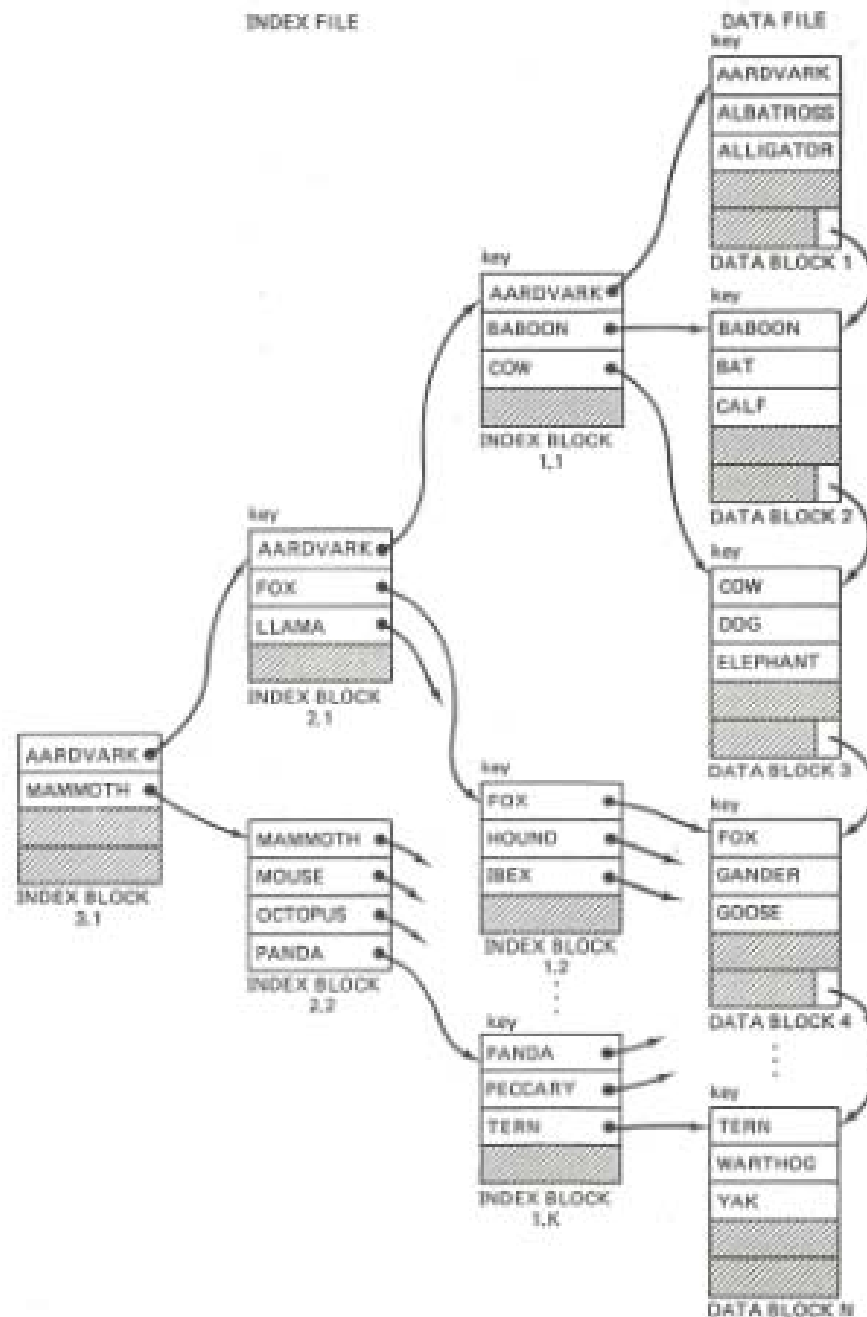 INDEX FILE
DATA FILE
key
AARDVARK
ALBATROSS
ALLIGATOR
DATA BLOCK 1
key
AARDVARK
BABOON
COW
INDEX BLOCK
1,1
key
BABOON
BAT
CALF
DATA BLOCK 2
key
AARDVARK
FOX
LLAMA
INDEX BLOCK
2,1
key
COW
DOG
ELEPHANT
DATA BLOCK 3
AARDVARK
MAMMOTH
INDEX BLOCK
3,1
MAMMOTH
MOUSE
OCTOPUS
PANDA
INDEX BLOCK
2,2
key
FOX
HOUND
IBEX
INDEX BLOCK
1,2
key
FOX
GANDER
GOOSE
DATA BLOCK 4
key
PANDA
PECCARY
TERN
INDEX BLOCK
1,K
key
TERN
WARTHOG
YAK
DATA BLOCK N